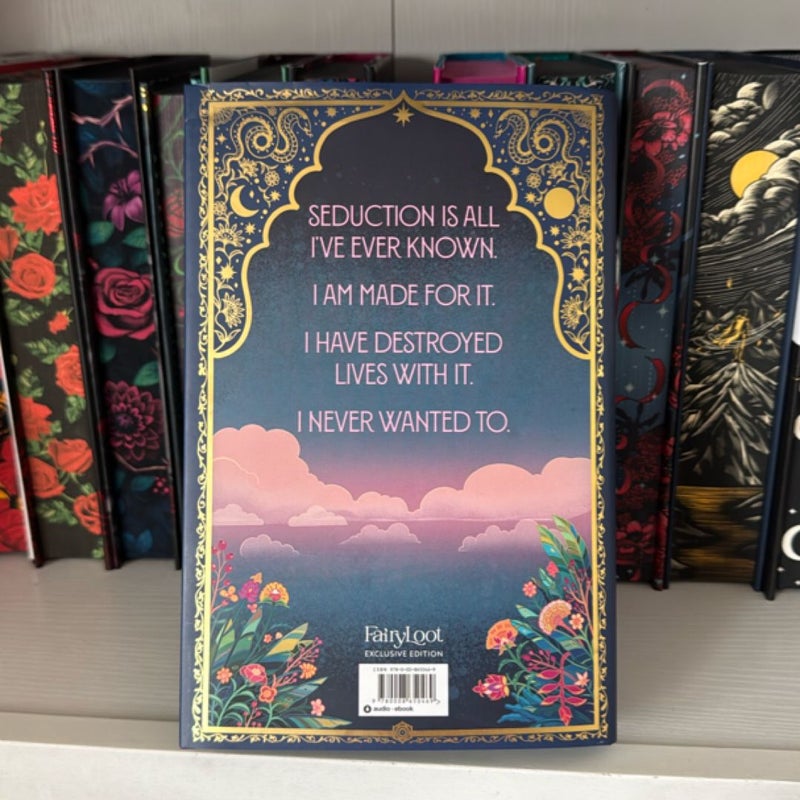 SEDUCTION IS ALL
I'VE EVER KNOWN.
I AM MADE FOR IT.
I HAVE DESTROYED
LIVES WITH IT.
I NEVER WANTED TO.
FairyLoot
EXCLUSIVE EDITION
audio · ebook